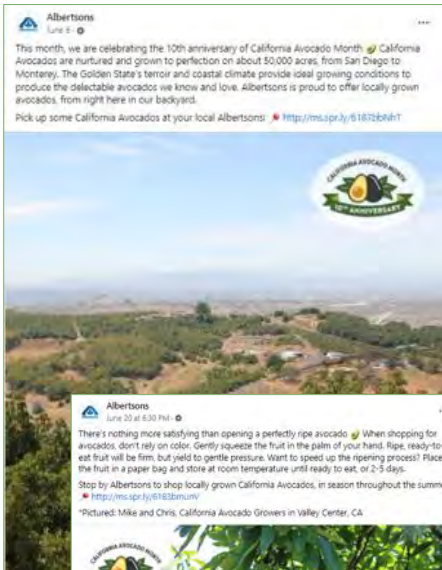 Albertsons
June 6 ·
This month, we are celebrating the 10th anniversary of California Avocado Month 🥑 California
Avocados are nurtured and grown to perfection on about 50,000 acres, from San Diego to
Monterey. The Golden State's terroir and coastal climate provide ideal growing conditions to
produce the delectable avocados we know and love. Albertsons is proud to offer locally grown
avocados, from right here in our backyard.
Pick up some California Avocados at your local Albertsons! 📌
CALIFORNIA AVOCADO MONTH
10TH ANNIVERSARY
Albertsons
June 20 at 6:30 PM ·
There's nothing more satisfying than opening a perfectly ripe avocado 🥑 When shopping for
avocados, don't rely on color. Gently squeeze the fruit in the palm of your hand. Ripe, ready-to-
eat fruit will be firm, but yield to gentle pressure. Want to speed up the ripening process? Place
the fruit in a paper bag and store at room temperature until ready to eat, or 2-5 days.
Stop by Albertsons to shop locally grown California Avocados, in season throughout the summe
📌
*Pictured: Mike and Chris, California Avocado Growers in Valley Center, CA
CALIFORNIA AVOCADO MONTH